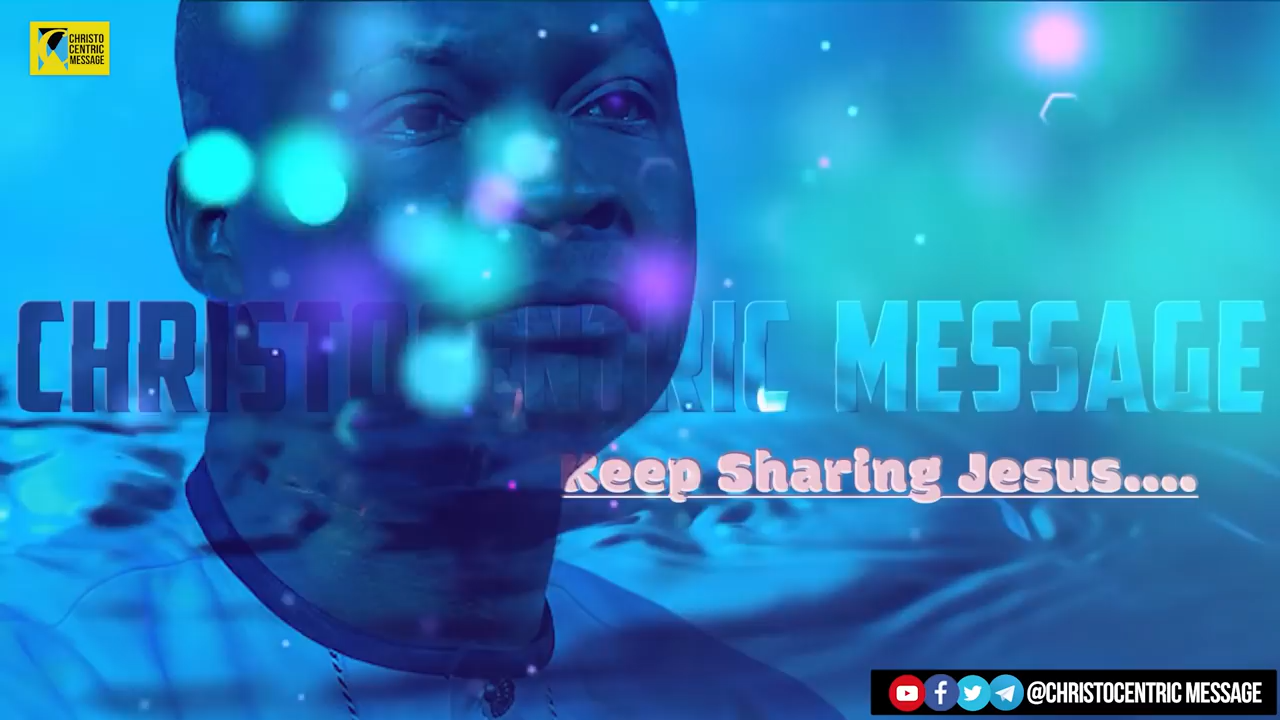 CHRISTO
CENTRIC
MESSAGE
CHRISTOCENTRIC MESSAGE
Keep Sharing Jesus....
@CHRISTOCENTRIC MESSAGE